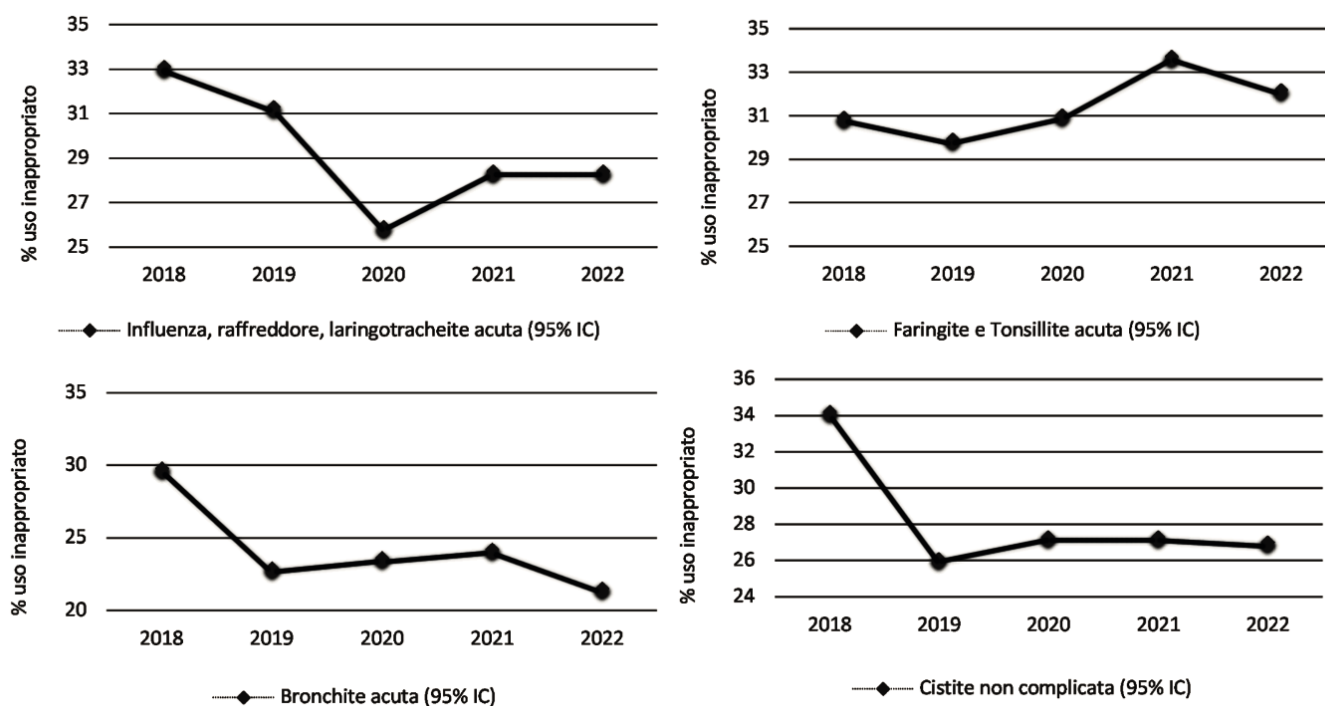 % uso inappropriato
35
33
31
29
27
25
2018 2019 2020 2021 2022
Influenza, raffreddore, laringotracheite acuta (95% IC)
% uso inappropriato
35
33
31
29
27
25
2018 2019 2020 2021 2022
Faringite e Tonsillite acuta (95% IC)
% uso inappropriato
35
30
25
20
2018 2019 2020 2021 2022
Bronchite acuta (95% IC)
% uso inappropriato
36
34
32
30
28
26
24
2018 2019 2020 2021 2022
Cistite non complicata (95% IC)